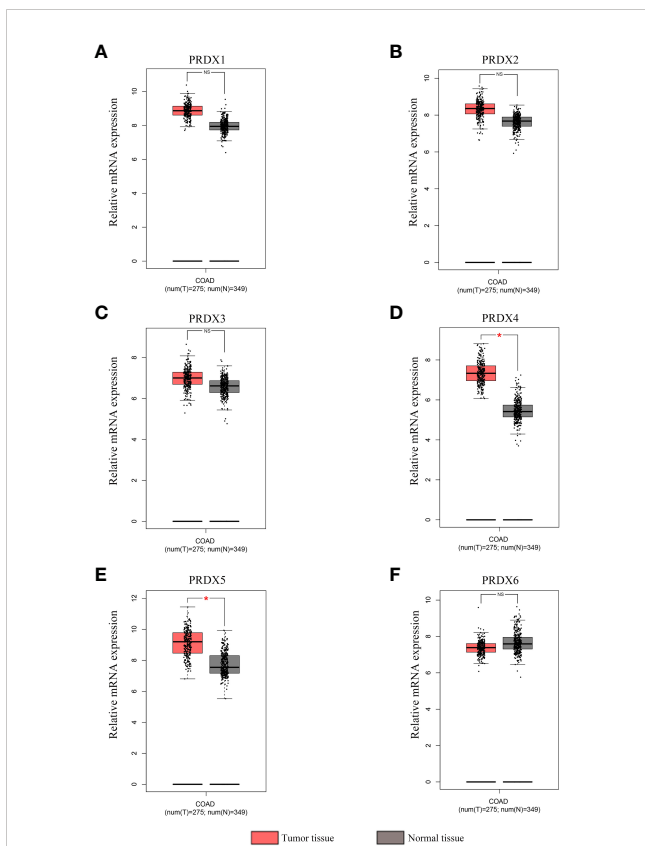 A
PRDX1
NS
Relative mRNA expression
10
8
6
4
2
0
COAD
(num(T)=275; num(N)=349)
B
PRDX2
NS
Relative mRNA expression
10
8
6
4
2
0
COAD
(num(T)=275; num(N)=349)
C
PRDX3
NS
Relative mRNA expression
8
6
4
2
0
COAD
(num(T)=275; num(N)=349)
D
PRDX4
*
Relative mRNA expression
8
6
4
2
0
COAD
(num(T)=275; num(N)=349)
E
PRDX5
*
Relative mRNA expression
12
10
8
6
4
2
0
COAD
(num(T)=275; num(N)=349)
F
PRDX6
NS
Relative mRNA expression
10
8
6
4
2
0
COAD
(num(T)=275; num(N)=349)
Tumor tissue
Normal tissue